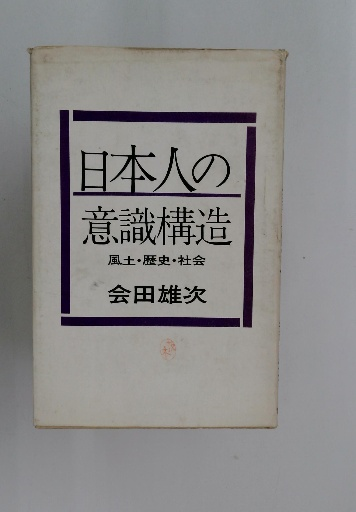 日本人の
意識構造
風土・歴史・社会
会田雄次